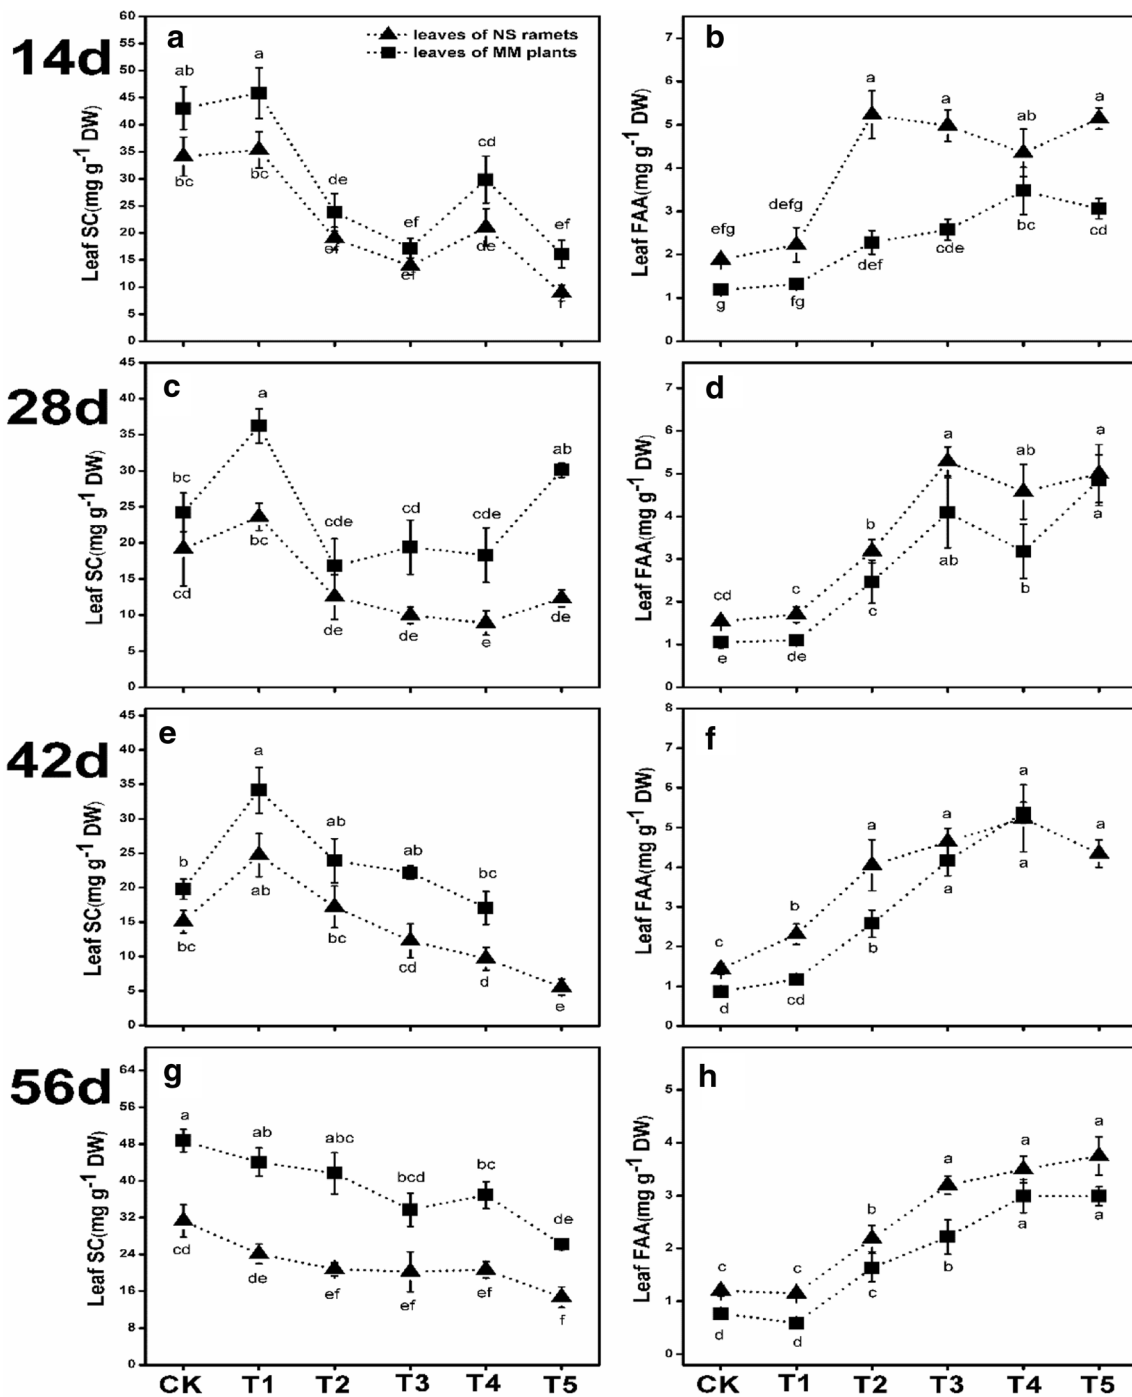 14d
a
leaves of NS ramets
leaves of MM plants
Leaf SC(mg g⁻¹ DW)
60
55
50
45
40
35
30
25
20
15
10
5
0
ab
a
bc
bc
de
ef
ef
ef
cd
de
ef
f
b
Leaf FAA(mg g⁻¹ DW)
7
6
5
4
3
2
1
0
efg
defg
a
a
ab
a
g
fg
def
cde
bc
cd
28d
c
Leaf SC(mg g⁻¹ DW)
45
40
35
30
25
20
15
10
5
0
bc
a
cde
cd
cde
ab
cd
bc
de
de
e
de
d
Leaf FAA(mg g⁻¹ DW)
7
6
5
4
3
2
1
0
cd
c
b
a
ab
a
e
de
c
ab
b
a
42d
e
Leaf SC(mg g⁻¹ DW)
45
40
35
30
25
20
15
10
5
0
b
a
ab
ab
bc
bc
ab
bc
cd
d
e
f
Leaf FAA(mg g⁻¹ DW)
8
7
6
5
4
3
2
1
0
c
b
a
a
a
a
d
cd
b
a
a
56d
g
Leaf SC(mg g⁻¹ DW)
64
56
48
40
32
24
16
8
0
a
ab
abc
bcd
bc
de
cd
de
ef
ef
ef
f
CK T1 T2 T3 T4 T5
h
Leaf FAA(mg g⁻¹ DW)
5
4
3
2
1
0
c
c
b
a
a
a
d
d
c
b
a
a
CK T1 T2 T3 T4 T5